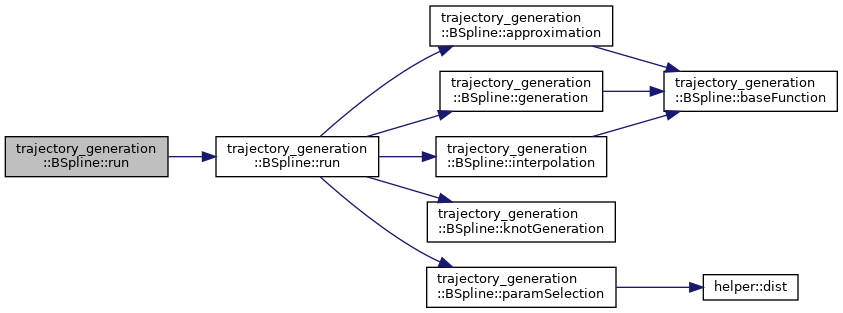 trajectory_generation
::BSpline::run
trajectory_generation
::BSpline::run
trajectory_generation
::BSpline::approximation
trajectory_generation
::BSpline::generation
trajectory_generation
::BSpline::interpolation
trajectory_generation
::BSpline::knotGeneration
trajectory_generation
::BSpline::paramSelection
trajectory_generation
::BSpline::baseFunction
helper::dist